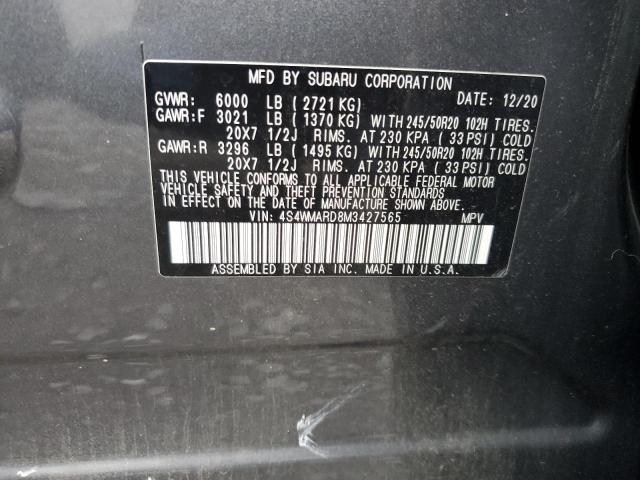 MFD BY SUBARU CORPORATION
GVWR: 6000 LB ( 2721 KG) DATE: 12/20
GAWR:F 3021 LB ( 1370 KG) WITH 245/50R20 102H TIRES.
20X7 1/2J RIMS. AT 230 KPA ( 33 PSI) COLD
GAWR:R 3296 LB ( 1495 KG) WITH 245/50R20 102H TIRES.
20X7 1/2J RIMS. AT 230 KPA ( 33 PSI) COLD
THIS VEHICLE CONFORMS TO ALL APPLICABLE FEDERAL MOTOR
VEHICLE SAFETY AND THEFT PREVENTION STANDARDS
IN EFFECT ON THE DATE OF MANUFACTURE SHOWN ABOVE.
VIN: 4S4WMARD8M3427565 MPV
ASSEMBLED BY SIA INC. MADE IN U.S.A.